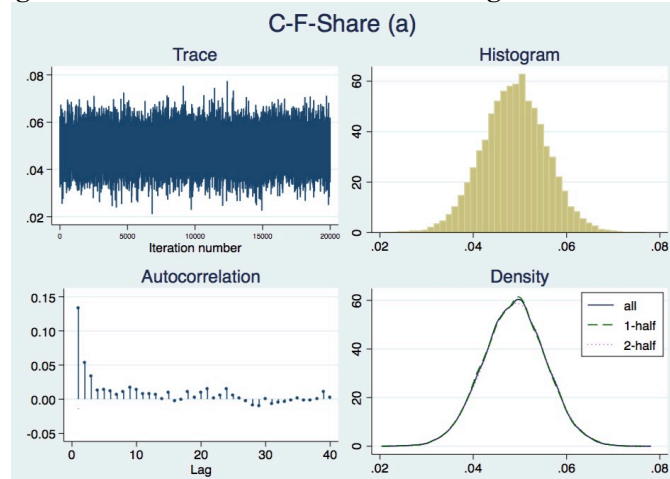 C-F-Share (a)
Trace
.08
.06
.04
.02
0 5000 10000 15000 20000
Iteration number
Histogram
60
40
20
0
.02 .04 .06 .08
Autocorrelation
0.15
0.10
0.05
0.00
-0.05
0 10 20 30 40
Lag
Density
all
1-half
2-half
60
40
20
0
.02 .04 .06 .08